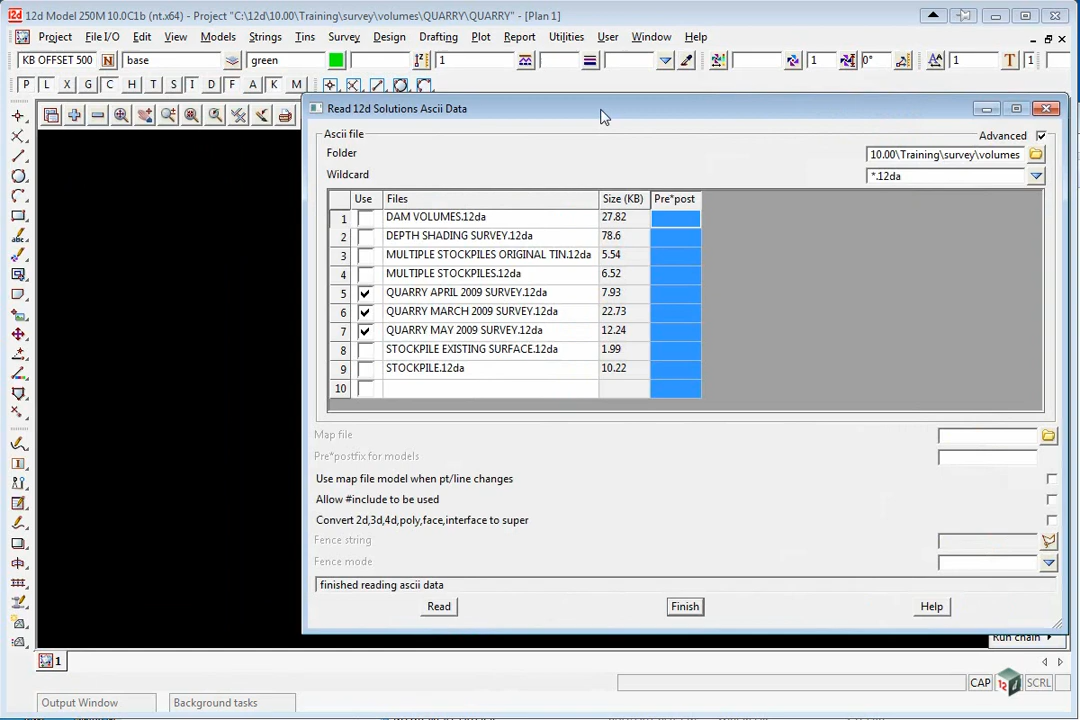 12d Model 250M 10.0C1b (nt.x64) - Project "C:\12d\10.00\Training\survey\volumes\QUARRY\QUARRY" - [Plan 1]
Project File I/O Edit View Models Strings Tins Survey Design Drafting Plot Report Utilities User Window Help
KB OFFSET 500 N base green 1 1 0° 1 T 1
P L X G C H T S I D F A K M
Read 12d Solutions Ascii Data
Ascii file
Advanced
Folder 10.00\Training\survey\volumes
Wildcard *.12da
Use Files Size (KB) Pre*post
1 DAM VOLUMES.12da 27.82
2 DEPTH SHADING SURVEY.12da 78.6
3 MULTIPLE STOCKPILES ORIGINAL TIN.12da 5.54
4 MULTIPLE STOCKPILES.12da 6.52
5 QUARRY APRIL 2009 SURVEY.12da 7.93
6 QUARRY MARCH 2009 SURVEY.12da 22.73
7 QUARRY MAY 2009 SURVEY.12da 12.24
8 STOCKPILE EXISTING SURFACE.12da 1.99
9 STOCKPILE.12da 10.22
10
Map file
Pre*postfix for models
Use map file model when pt/line changes
Allow #include to be used
Convert 2d,3d,4d,poly,face,interface to super
Fence string
Fence mode
finished reading ascii data
Read Finish Help
Run chain
1
CAP 12 SCRL
Output Window Background tasks